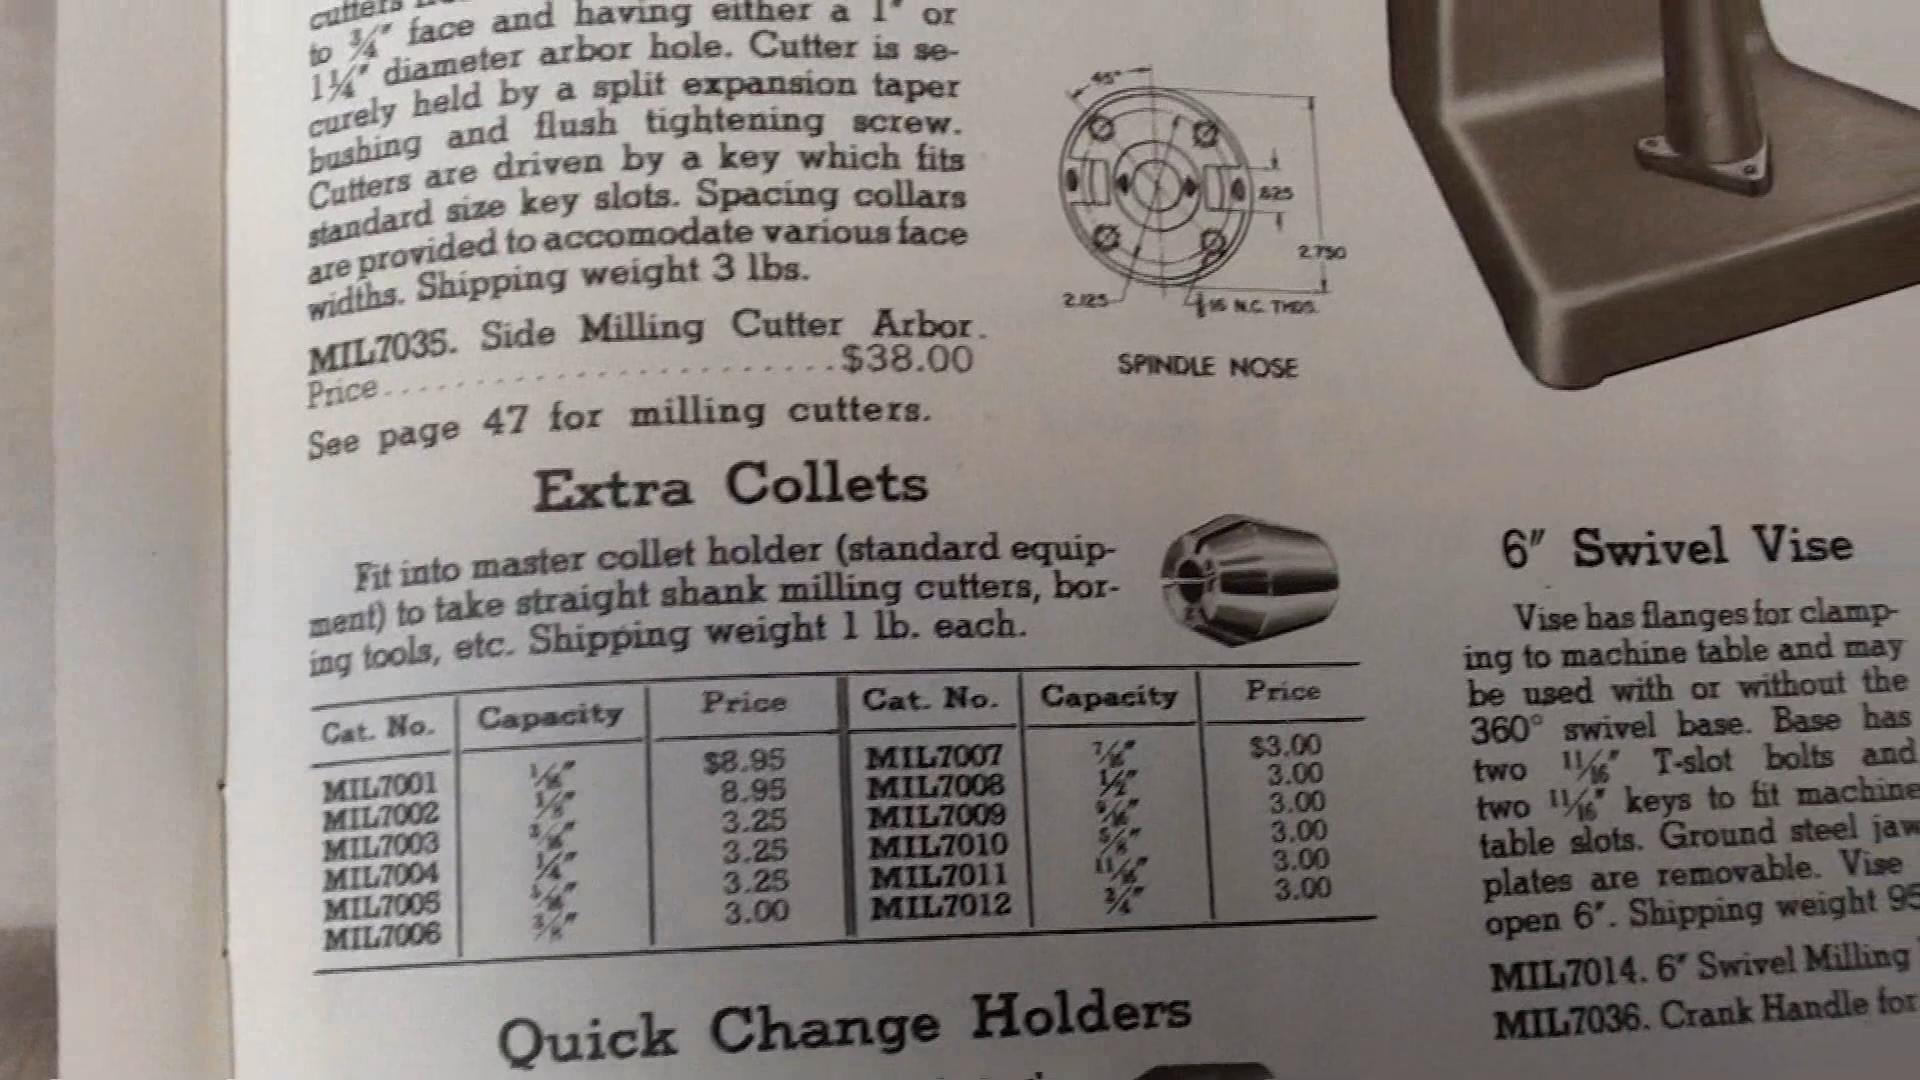 cutters
to ¾″ face and having either a 1″ or
1¼″ diameter arbor hole. Cutter is se-
curely held by a split expansion taper
bushing and flush tightening screw.
Cutters are driven by a key which fits
standard size key slots. Spacing collars
are provided to accomodate various face
widths. Shipping weight 3 lbs.
MIL7035. Side Milling Cutter Arbor.
Price........................$38.00
See page 47 for milling cutters.
45°
.625
2.750
2.125
16 N.C. THDS.
SPINDLE NOSE
Extra Collets
Fit into master collet holder (standard equip-
ment) to take straight shank milling cutters, bor-
ing tools, etc. Shipping weight 1 lb. each.
Cat. No. Capacity Price Cat. No. Capacity Price
MIL7001 1/16″ $8.95 MIL7007 7/16″ $3.00
MIL7002 1/8″ 8.95 MIL7008 1/2″ 3.00
MIL7003 3/16″ 3.25 MIL7009 9/16″ 3.00
MIL7004 1/4″ 3.25 MIL7010 5/8″ 3.00
MIL7005 5/16″ 3.25 MIL7011 11/16″ 3.00
MIL7006 3/8″ 3.00 MIL7012 3/4″ 3.00
Quick Change Holders
6″ Swivel Vise
Vise has flanges for clamp-
ing to machine table and may
be used with or without the
360° swivel base. Base has
two 11/16″ T-slot bolts and
two 11/16″ keys to fit machine
table slots. Ground steel jaw
plates are removable. Vise
open 6″. Shipping weight 95
MIL7014. 6″ Swivel Milling
MIL7036. Crank Handle for